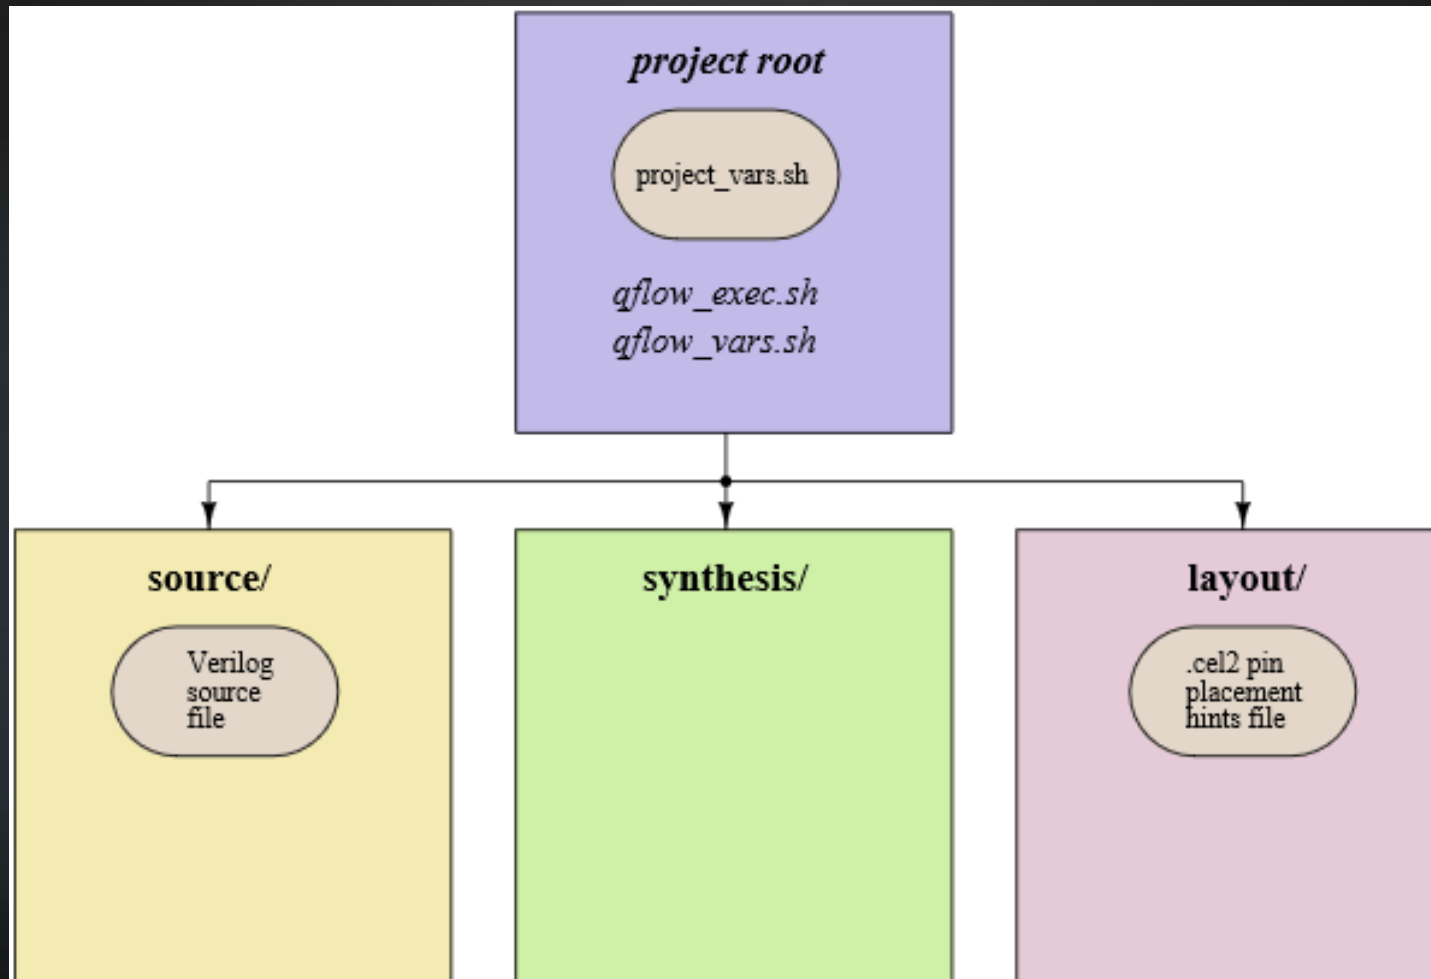 project root
project_vars.sh
qflow_exec.sh
qflow_vars.sh
source/
Verilog
source
file
synthesis/
layout/
.cel2 pin
placement
hints file